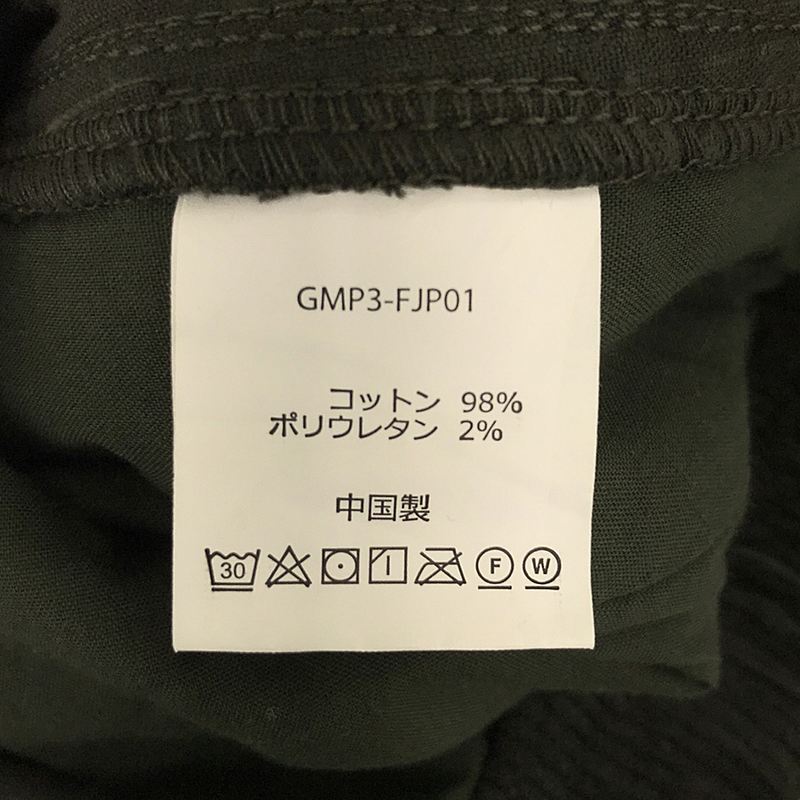 GMP3-FJP01
コットン 98%
ポリウレタン 2%
中国製
30 F W